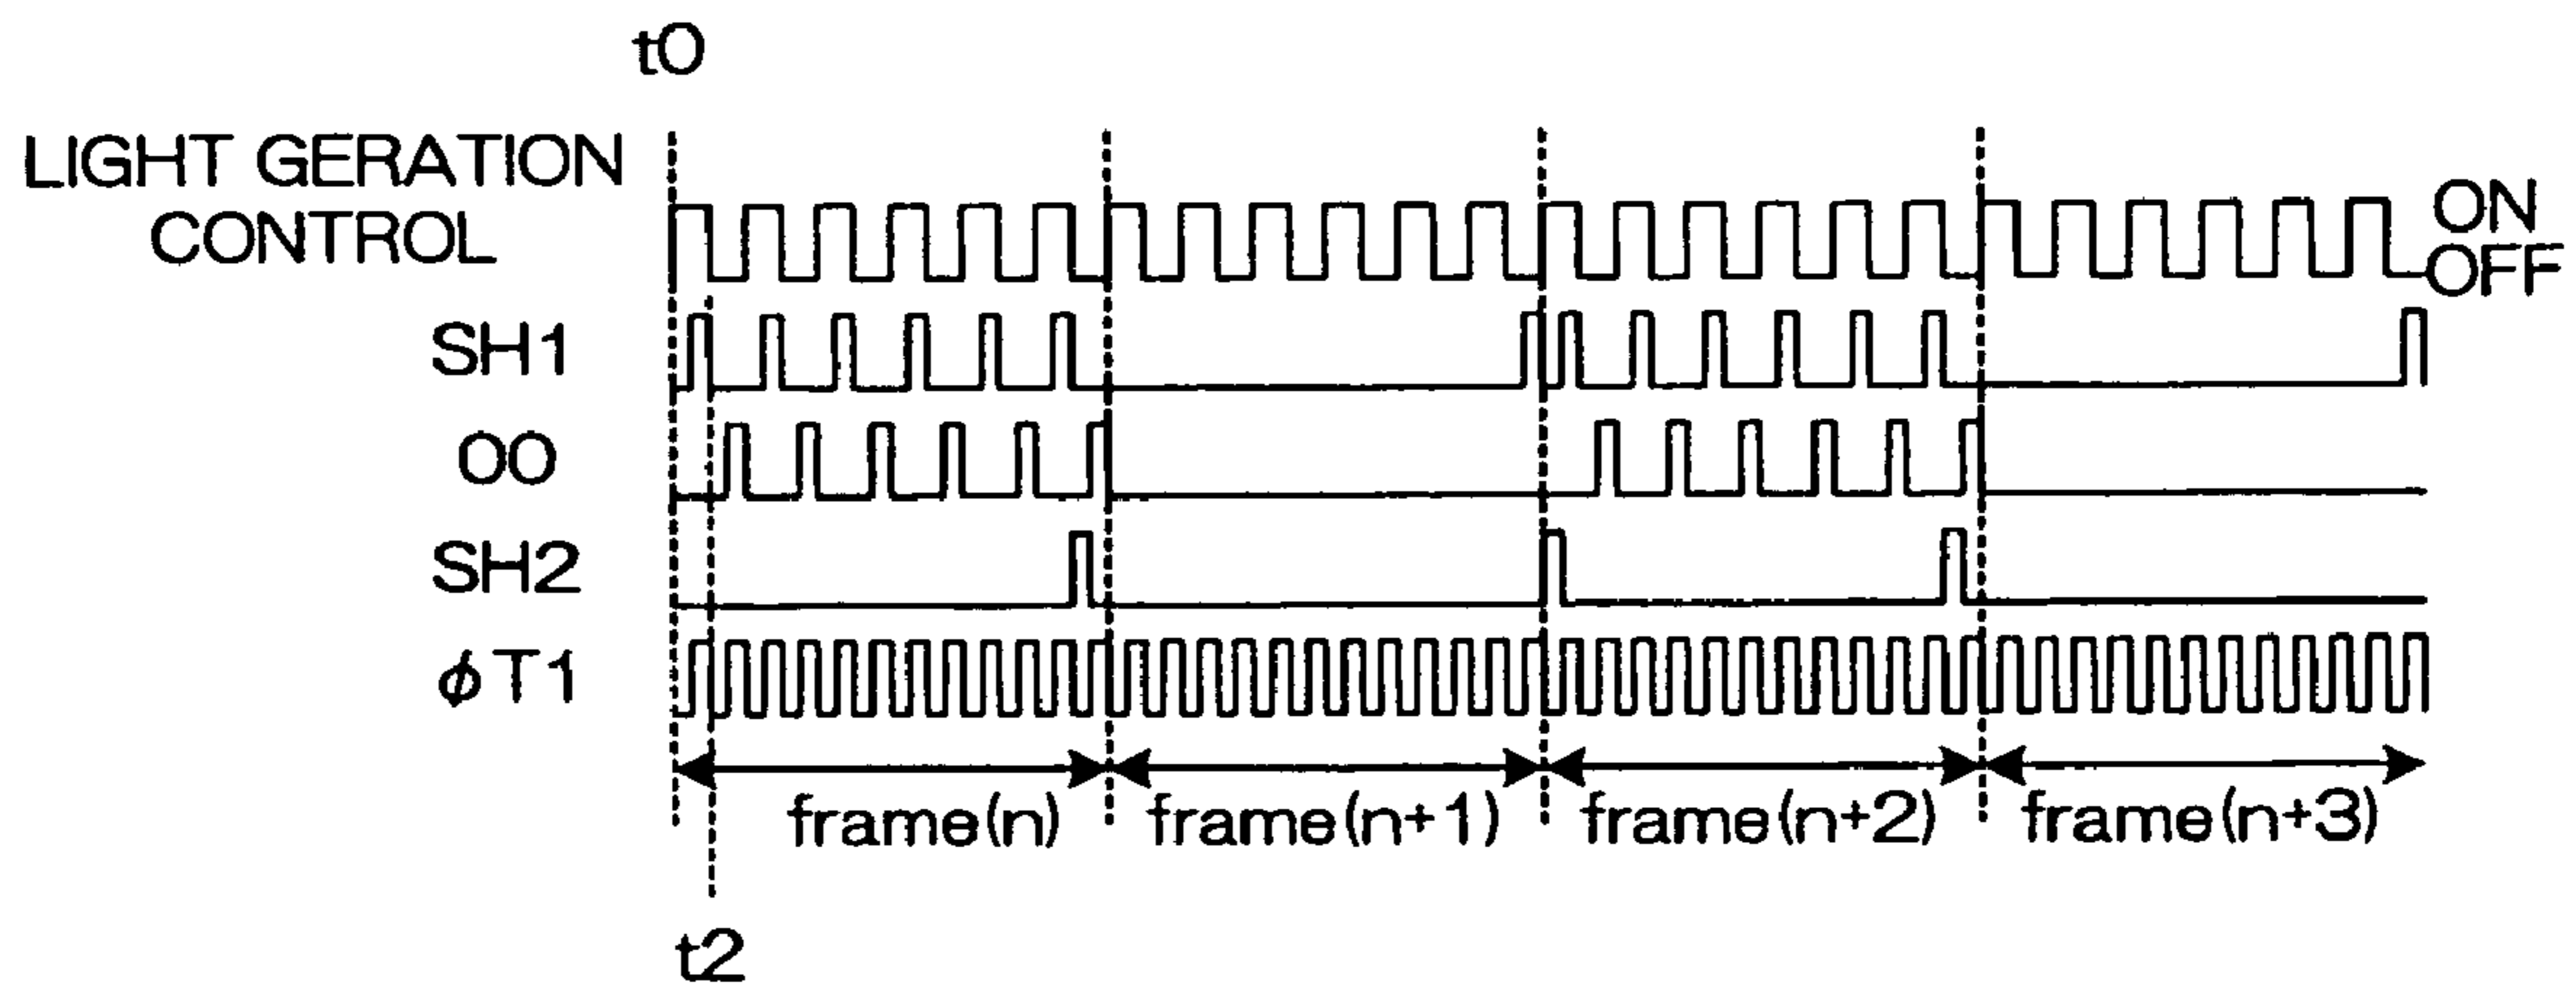 t0
LIGHT GERATION
CONTROL
ON
OFF
SH1
OO
SH2
ϕT1
frame(n)
frame(n+1)
frame(n+2)
frame(n+3)
t2